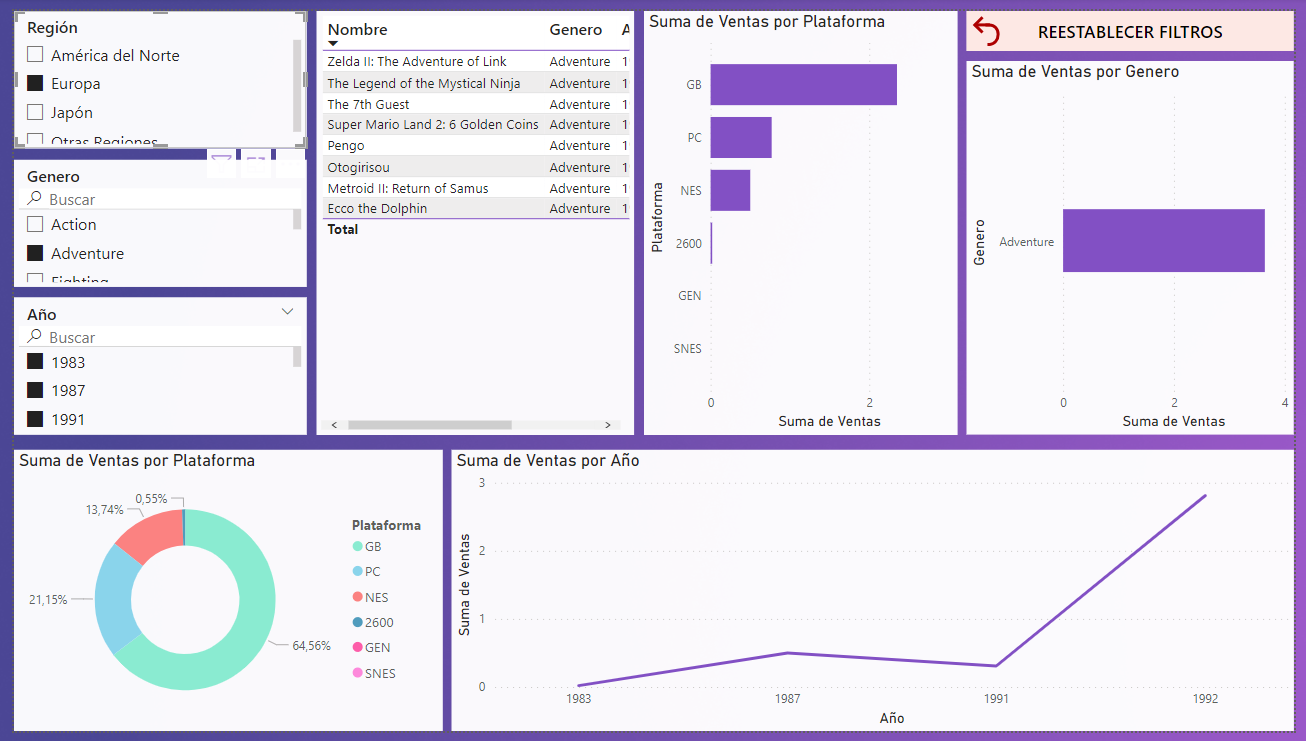 Región
América del Norte
Europa
Japón
Otras Regiones
Genero
Buscar
Action
Adventure
Fighting
Año
Buscar
1983
1987
1991
Nombre Genero A
Zelda II: The Adventure of Link Adventure 1
The Legend of the Mystical Ninja Adventure 1
The 7th Guest Adventure 1
Super Mario Land 2: 6 Golden Coins Adventure 1
Pengo Adventure 1
Otogirisou Adventure 1
Metroid II: Return of Samus Adventure 1
Ecco the Dolphin Adventure 1
Total
Suma de Ventas por Plataforma
Plataforma
GB
PC
NES
2600
GEN
SNES
0 2
Suma de Ventas
REESTABLECER FILTROS
Suma de Ventas por Genero
Genero
Adventure
0 2 4
Suma de Ventas
Suma de Ventas por Plataforma
0,55%
13,74%
21,15%
64,56%
Plataforma
GB
PC
NES
2600
GEN
SNES
Suma de Ventas por Año
Suma de Ventas
3
2
1
0
1983 1987 1991 1992
Año